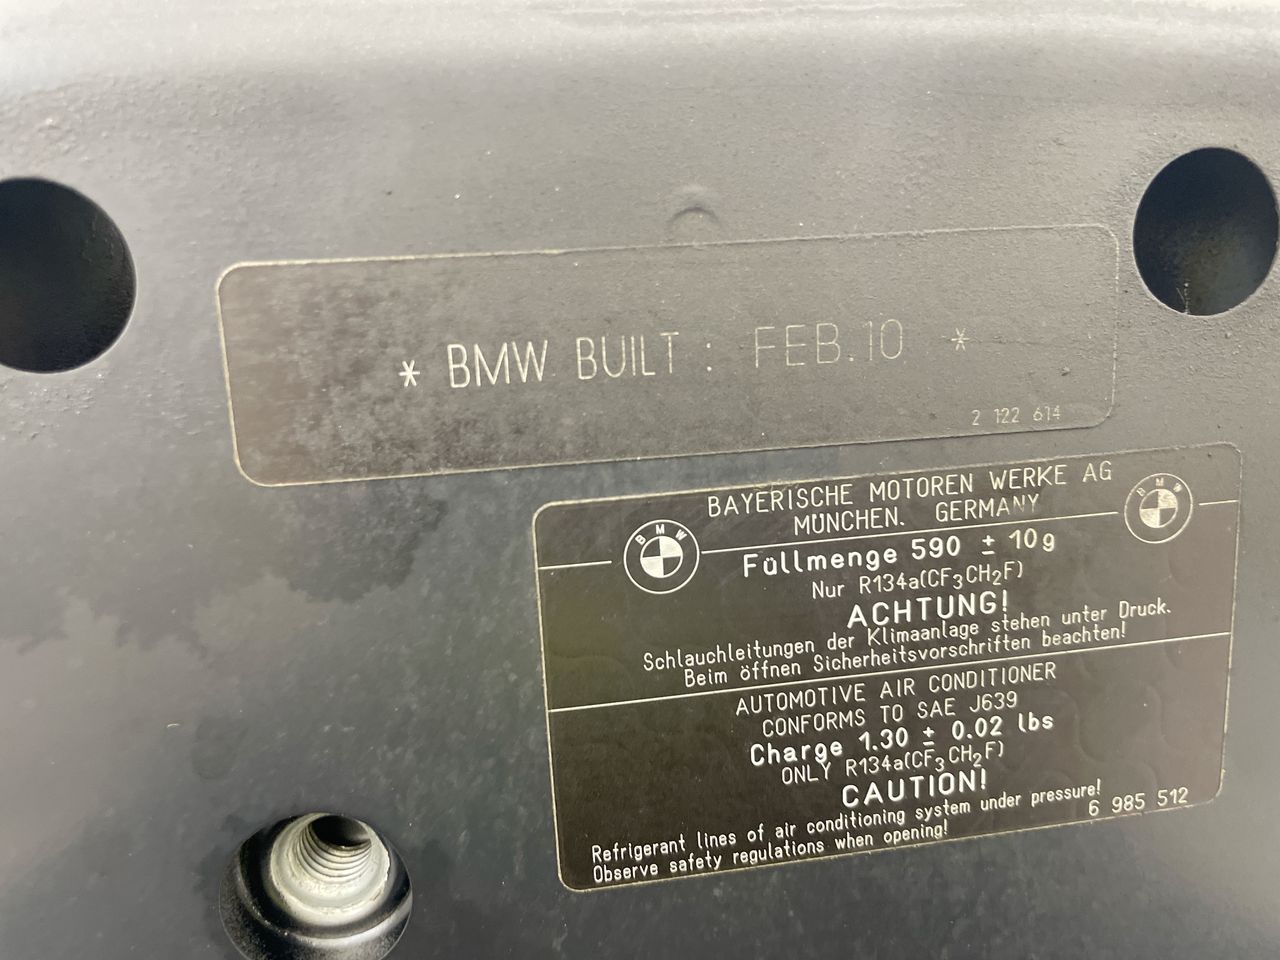 * BMW BUILT : FEB.10 *
2 122 614
BAYERISCHE MOTOREN WERKE AG
MÜNCHEN. GERMANY
BMW
BMW
Füllmenge 590 ± 10g
Nur R134a(CF₃CH₂F)
ACHTUNG!
Schlauchleitungen der Klimaanlage stehen unter Druck.
Beim öffnen Sicherheitsvorschriften beachten!
AUTOMOTIVE AIR CONDITIONER
CONFORMS TO SAE J639
Charge 1.30 ± 0.02 lbs
ONLY R134a(CF₃CH₂F)
CAUTION!
Refrigerant lines of air conditioning system under pressure!
Observe safety regulations when opening!
6 985 512